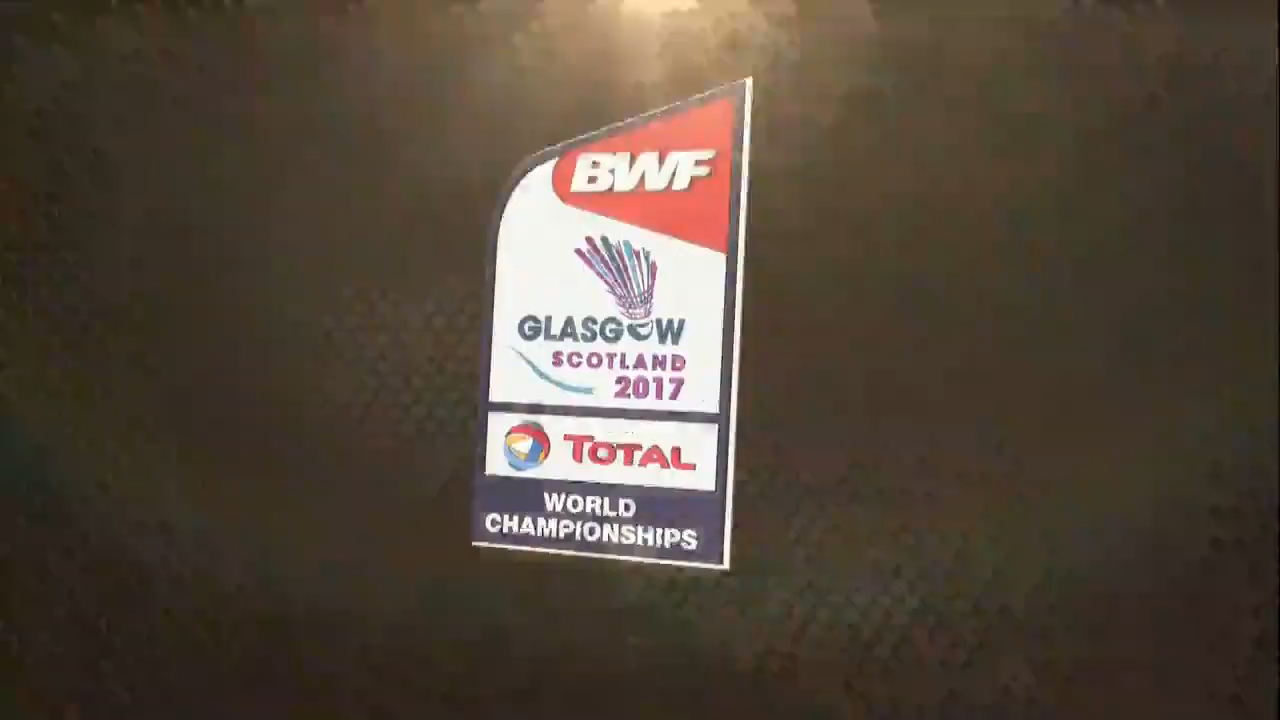 BWF
GLASGOW
SCOTLAND
2017
TOTAL
WORLD
CHAMPIONSHIPS